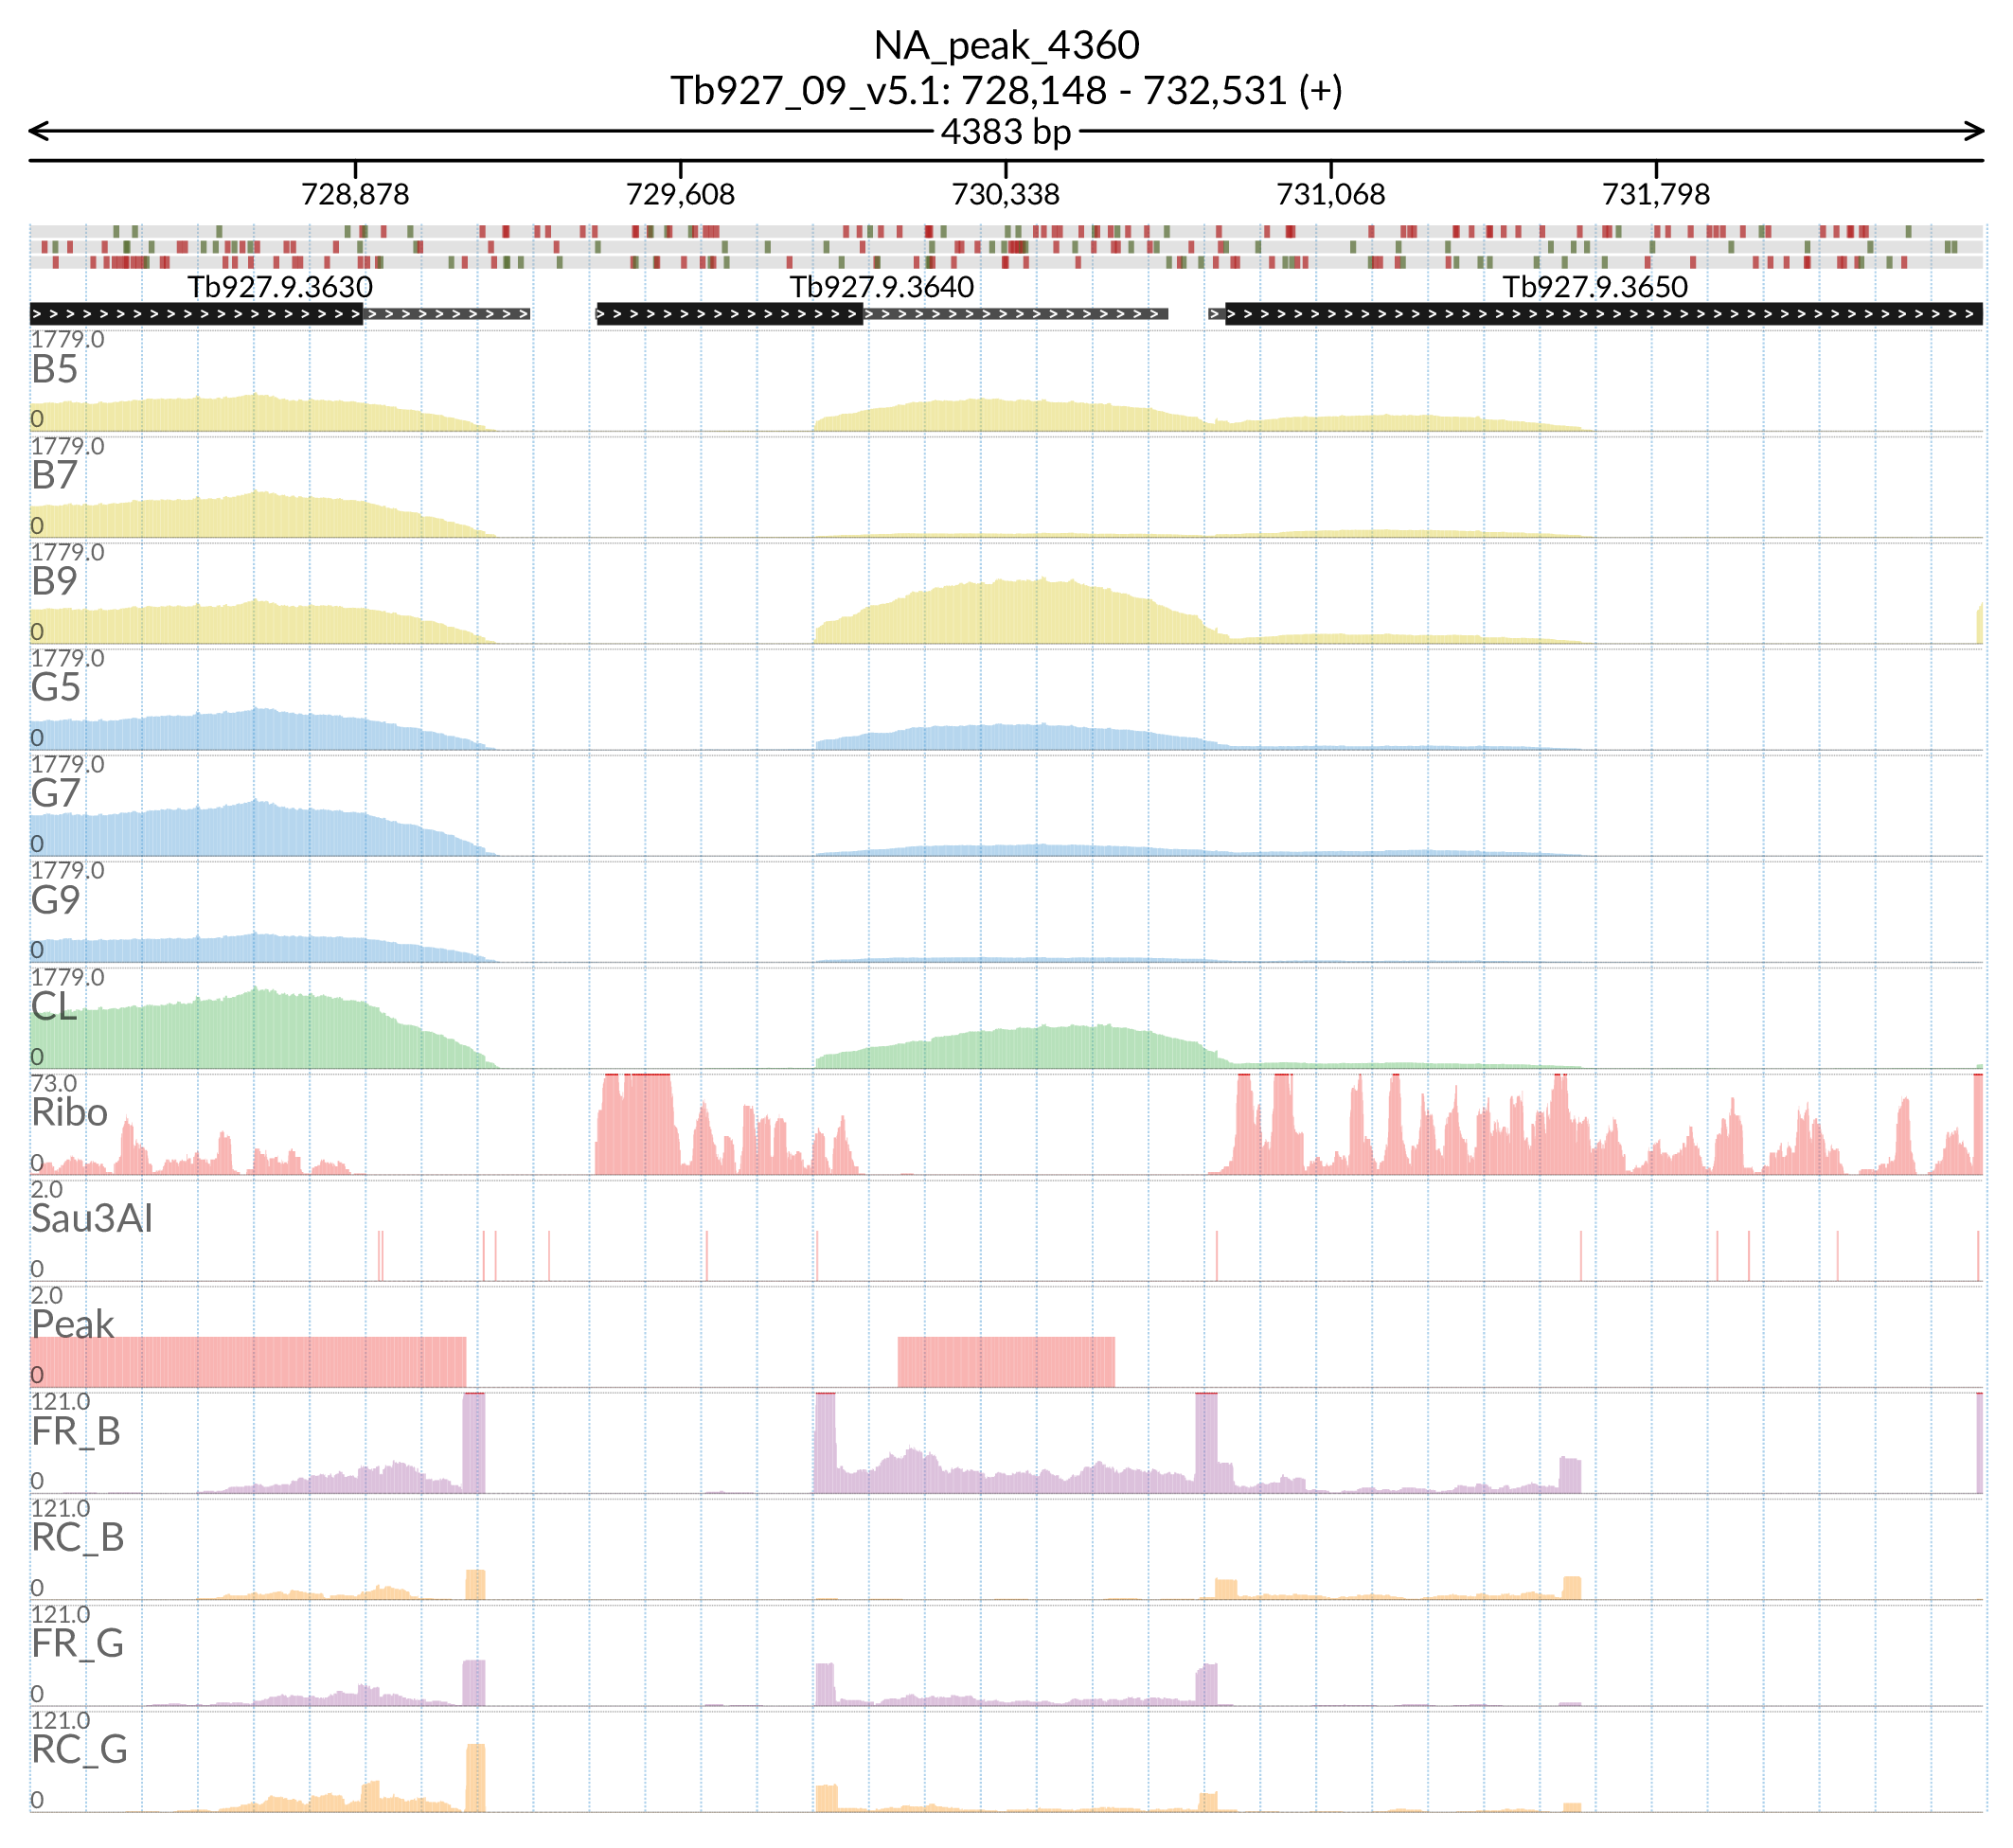 NA_peak_4360
Tb927_09_v5.1: 728,148 - 732,531 (+)
4383 bp
728,878 729,608 730,338 731,068 731,798
Tb927.9.3630 Tb927.9.3640 Tb927.9.3650
1779.0
B5
0
1779.0
B7
0
1779.0
B9
0
1779.0
G5
0
1779.0
G7
0
1779.0
G9
0
1779.0
CL
0
73.0
Ribo
0
2.0
Sau3AI
0
2.0
Peak
0
121.0
FR_B
0
121.0
RC_B
0
121.0
FR_G
0
121.0
RC_G
0